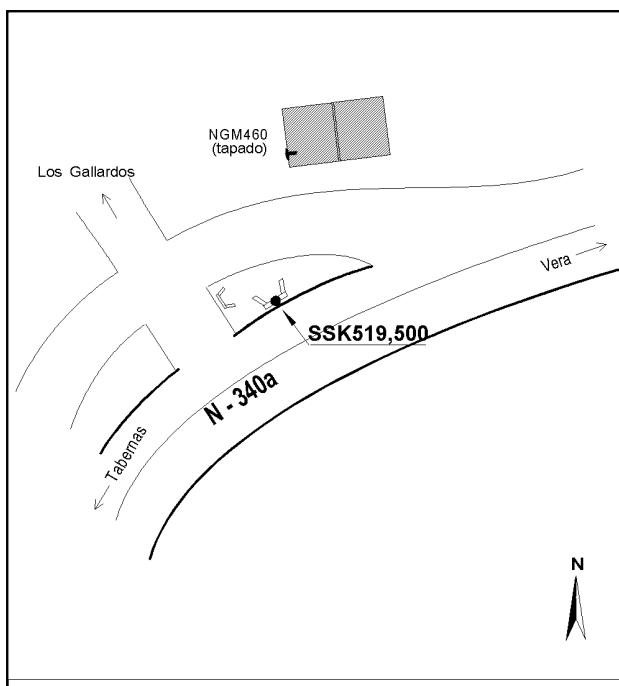 NGM460
(tapado)
Los Gallardos
Vera
SSK519,500
N - 340a
Tabernas
N